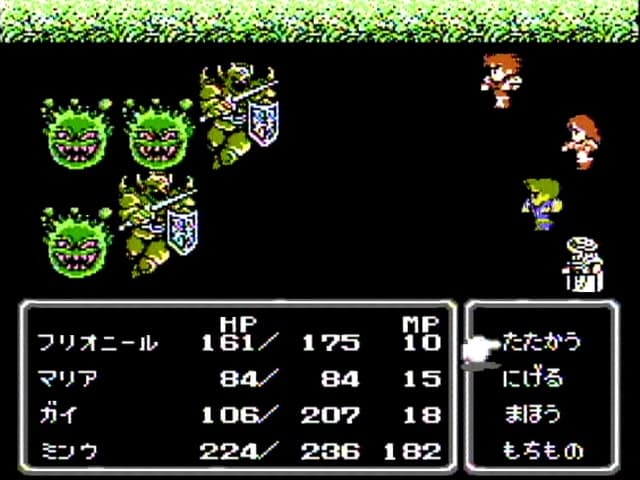 HP MP
フリオニール 161/ 175 10 たたかう
マリア 84/ 84 15 にげる
ガイ 106/ 207 18 まほう
ミンウ 224/ 236 182 もちもの